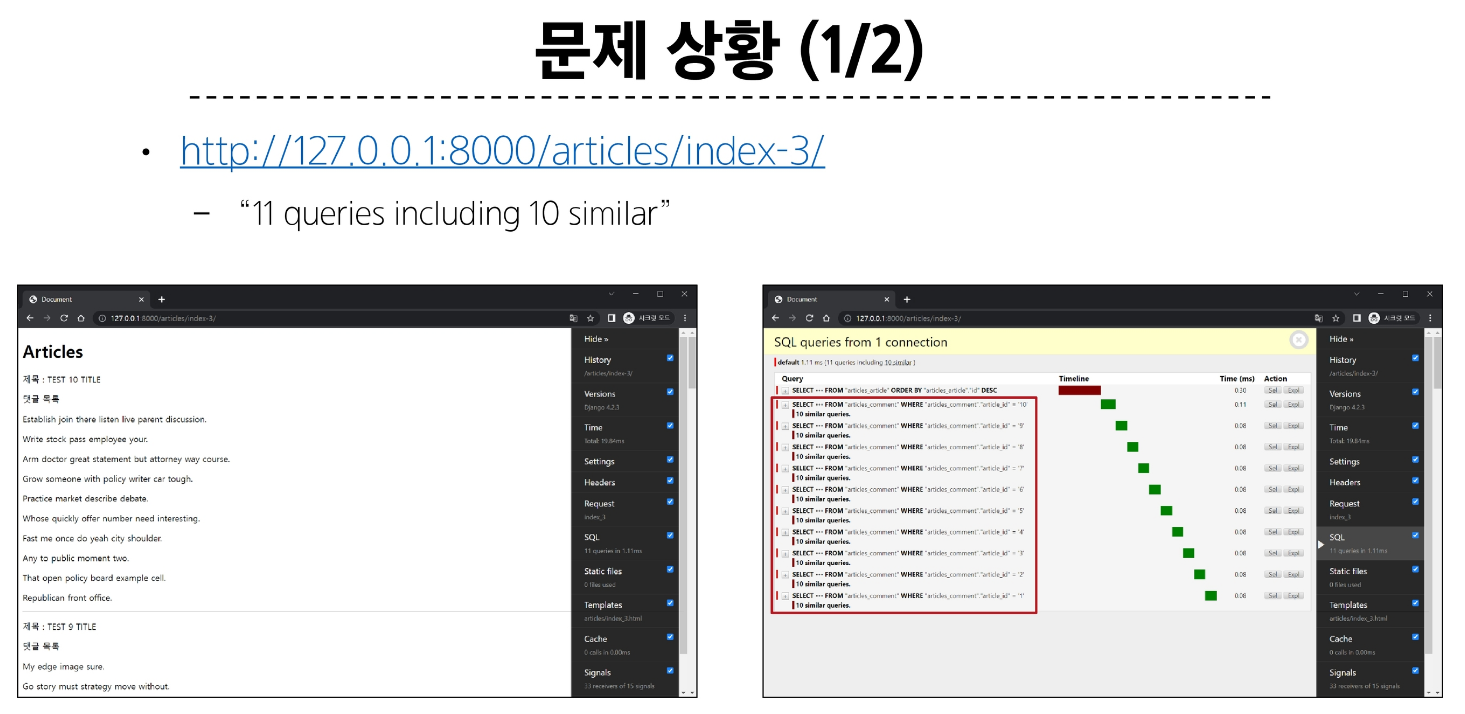 문제 상황 (1/2)
• http://127.0.0.1:8000/articles/index-3/
– “11 queries including 10 similar”
Document
127.0.0.1:8000/articles/index-3/
시크릿 모드
Articles
제목 : TEST 10 TITLE
댓글 목록
Establish join there listen live parent discussion.
Write stock pass employee your.
Arm doctor great statement but attorney way course.
Grow someone with policy writer car tough.
Practice market describe debate.
Whose quickly offer number need interesting.
Fast me once do yeah city shoulder.
Any to public moment two.
That open policy board example cell.
Republican front office.
제목 : TEST 9 TITLE
댓글 목록
My edge image sure.
Go story must strategy move without.
Hide »
History
/articles/index-3/
Versions
Django 4.2.3
Time
Total: 19.84ms
Settings
Headers
Request
index_3
SQL
11 queries in 1.11ms
Static files
0 files used
Templates
articles/index_3.html
Cache
0 calls in 0.00ms
Signals
33 receivers of 15 signals
Document
127.0.0.1:8000/articles/index-3/
시크릿 모드
SQL queries from 1 connection
default 1.11 ms (11 queries including 10 similar )
Query Timeline Time (ms) Action
SELECT ••• FROM "articles_article" ORDER BY "articles_article"."id" DESC 0.30 Sel Expl
SELECT ••• FROM "articles_comment" WHERE "articles_comment"."article_id" = '10 0.11 Sel Expl
10 similar queries.
SELECT ••• FROM "articles_comment" WHERE "articles_comment"."article_id" = '9' 0.08 Sel Expl
10 similar queries.
SELECT ••• FROM "articles_comment" WHERE "articles_comment"."article_id" = '8' 0.08 Sel Expl
10 similar queries.
SELECT ••• FROM "articles_comment" WHERE "articles_comment"."article_id" = '7' 0.08 Sel Expl
10 similar queries.
SELECT ••• FROM "articles_comment" WHERE "articles_comment"."article_id" = '6' 0.08 Sel Expl
10 similar queries.
SELECT ••• FROM "articles_comment" WHERE "articles_comment"."article_id" = '5' 0.08 Sel Expl
10 similar queries.
SELECT ••• FROM "articles_comment" WHERE "articles_comment"."article_id" = '4' 0.08 Sel Expl
10 similar queries.
SELECT ••• FROM "articles_comment" WHERE "articles_comment"."article_id" = '3' 0.08 Sel Expl
10 similar queries.
SELECT ••• FROM "articles_comment" WHERE "articles_comment"."article_id" = '2' 0.08 Sel Expl
10 similar queries.
SELECT ••• FROM "articles_comment" WHERE "articles_comment"."article_id" = '1' 0.08 Sel Expl
10 similar queries.
Hide »
History
/articles/index-3/
Versions
Django 4.2.3
Time
Total: 19.84ms
Settings
Headers
Request
index_3
SQL
11 queries in 1.11ms
Static files
0 files used
Templates
articles/index_3.html
Cache
0 calls in 0.00ms
Signals
33 receivers of 15 signals